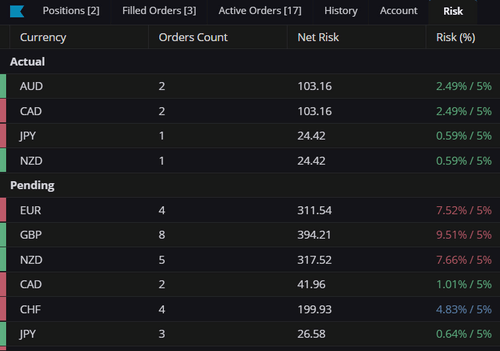 Positions [2] Filled Orders [3] Active Orders [17] History Account Risk
Currency Orders Count Net Risk Risk (%)
Actual
AUD 2 103.16 2.49% / 5%
CAD 2 103.16 2.49% / 5%
JPY 1 24.42 0.59% / 5%
NZD 1 24.42 0.59% / 5%
Pending
EUR 4 311.54 7.52% / 5%
GBP 8 394.21 9.51% / 5%
NZD 5 317.52 7.66% / 5%
CAD 2 41.96 1.01% / 5%
CHF 4 199.93 4.83% / 5%
JPY 3 26.58 0.64% / 5%